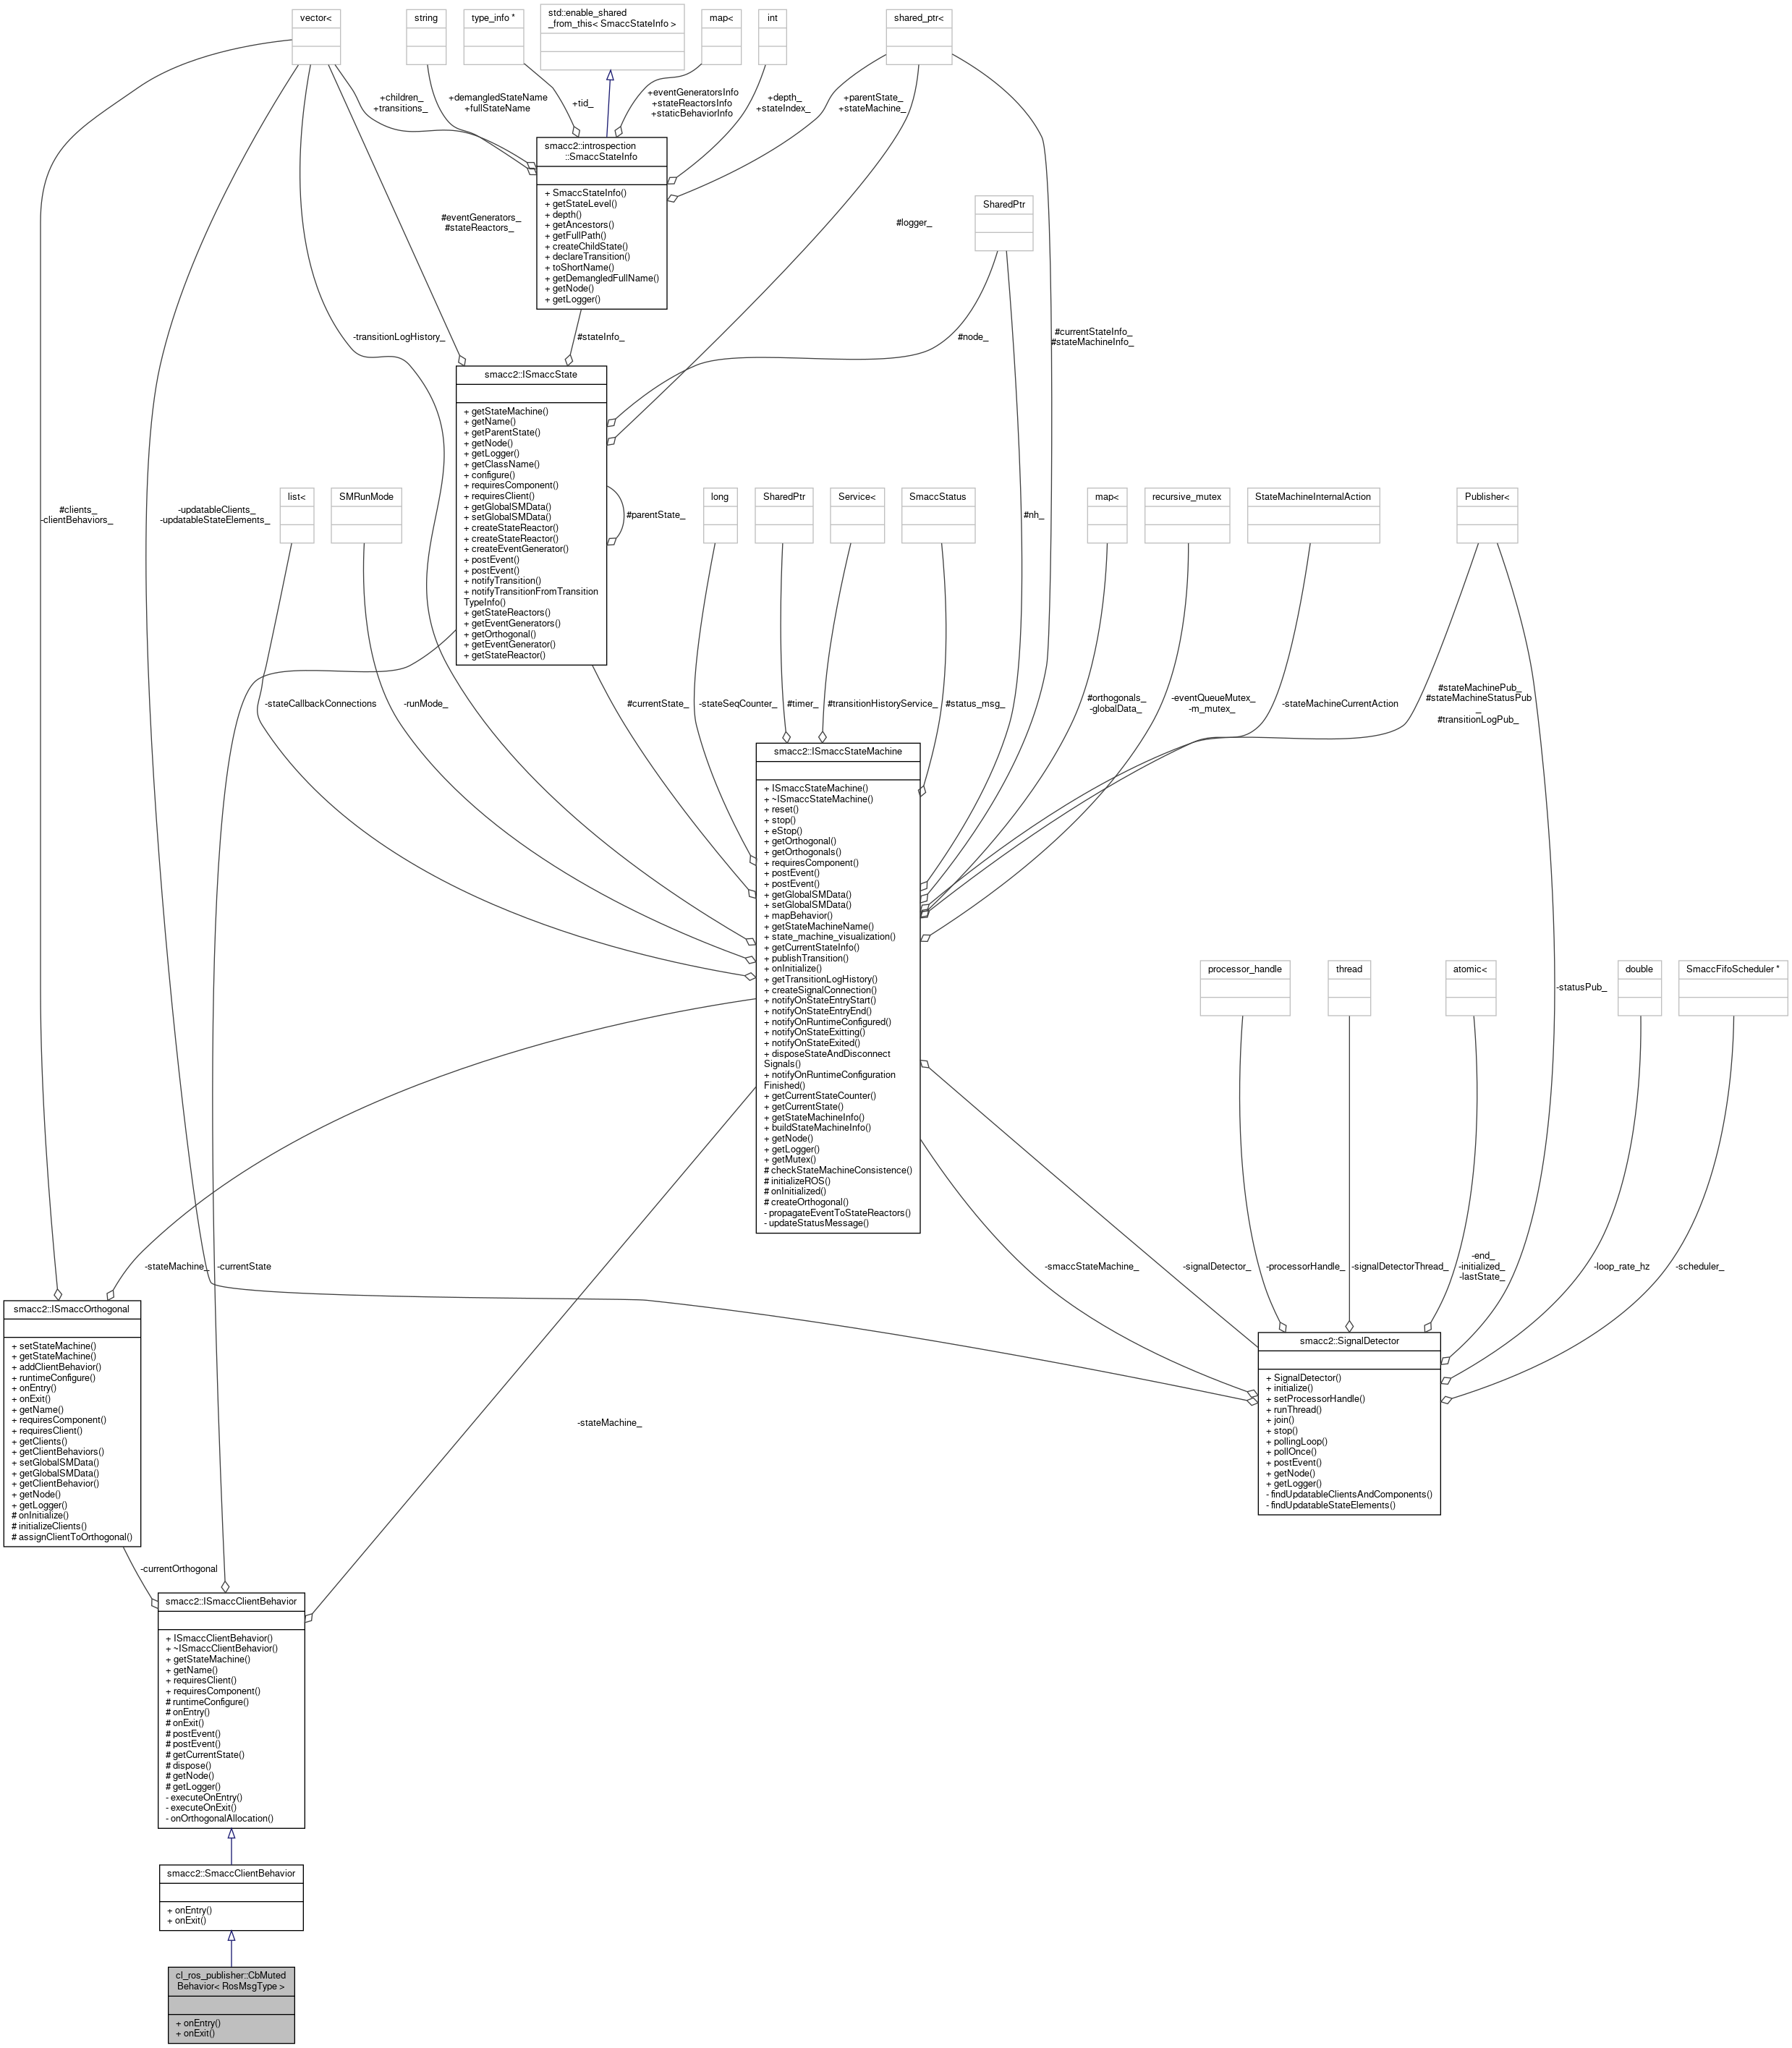 vector<
string
type_info *
std::enable_shared
_from_this< SmaccStateInfo >
map<
int
shared_ptr<
+children_
+transitions_
+demangledStateName
+fullStateName
+tid_
+eventGeneratorsInfo
+stateReactorsInfo
+staticBehaviorInfo
+depth_
+stateIndex_
+parentState_
+stateMachine_
smacc2::introspection
::SmaccStateInfo
+ SmaccStateInfo()
+ getStateLevel()
+ depth()
+ getAncestors()
+ getFullPath()
+ createChildState()
+ declareTransition()
+ toShortName()
+ getDemangledFullName()
+ getNode()
+ getLogger()
SharedPtr
#eventGenerators_
#stateReactors_
#logger_
-transitionLogHistory_
#stateInfo_
#node_
#currentStateInfo_
#stateMachineInfo_
smacc2::ISmaccState
+ getStateMachine()
+ getName()
+ getParentState()
+ getNode()
+ getLogger()
+ getClassName()
+ configure()
+ requiresComponent()
+ requiresClient()
+ getGlobalSMData()
+ setGlobalSMData()
+ createStateReactor()
+ createStateReactor()
+ createEventGenerator()
+ postEvent()
+ postEvent()
+ notifyTransition()
+ notifyTransitionFromTransition
TypeInfo()
+ getStateReactors()
+ getEventGenerators()
+ getOrthogonal()
+ getEventGenerator()
+ getStateReactor()
#clients_
-clientBehaviors_
-updatableClients_
-updatableStateElements_
list<
SMRunMode
#parentState_
long
SharedPtr
Service<
SmaccStatus
#nh_
map<
recursive_mutex
StateMachineInternalAction
Publisher<
-stateCallbackConnections
-runMode_
#currentState_
-stateSeqCounter_
#timer_
#transitionHistoryService_
#status_msg_
#orthogonals_
-globalData_
-eventQueueMutex_
-m_mutex_
-stateMachineCurrentAction
#stateMachinePub_
#stateMachineStatusPub
_
#transitionLogPub_
smacc2::ISmaccStateMachine
+ ISmaccStateMachine()
+ ~ISmaccStateMachine()
+ reset()
+ stop()
+ eStop()
+ getOrthogonal()
+ getOrthogonals()
+ requiresComponent()
+ postEvent()
+ postEvent()
+ getGlobalSMData()
+ setGlobalSMData()
+ mapBehavior()
+ getStateMachineName()
+ state_machine_visualization()
+ getCurrentStateInfo()
+ publishTransition()
+ onInitialize()
+ getTransitionLogHistory()
+ createSignalConnection()
+ notifyOnStateEntryStart()
+ notifyOnStateEntryEnd()
+ notifyOnRuntimeConfigured()
+ notifyOnStateExitting()
+ notifyOnStateExited()
+ disposeStateAndDisconnect
Signals()
+ notifyOnRuntimeConfiguration
Finished()
+ getCurrentStateCounter()
+ getCurrentState()
+ getStateMachineInfo()
+ buildStateMachineInfo()
+ getNode()
+ getLogger()
+ getMutex()
# checkStateMachineConsistence()
# initializeROS()
# onInitialized()
# createOrthogonal()
- propagateEventToStateReactors()
- updateStatusMessage()
processor_handle
thread
atomic<
-statusPub_
double
SmaccFifoScheduler *
-stateMachine_
-currentState
-smaccStateMachine_
-signalDetector_
-processorHandle_
-signalDetectorThread_
-end_
-initialized_
-lastState_
-loop_rate_hz
-scheduler_
smacc2::ISmaccOrthogonal
+ setStateMachine()
+ getStateMachine()
+ addClientBehavior()
+ runtimeConfigure()
+ onEntry()
+ onExit()
+ getName()
+ requiresComponent()
+ requiresClient()
+ getClients()
+ getClientBehaviors()
+ setGlobalSMData()
+ getGlobalSMData()
+ getClientBehavior()
+ getNode()
+ getLogger()
# onInitialize()
# initializeClients()
# assignClientToOrthogonal()
smacc2::SignalDetector
+ SignalDetector()
+ initialize()
+ setProcessorHandle()
+ runThread()
+ join()
+ stop()
+ pollingLoop()
+ pollOnce()
+ postEvent()
+ getNode()
+ getLogger()
- findUpdatableClientsAndComponents()
- findUpdatableStateElements()
-stateMachine_
-currentOrthogonal
smacc2::ISmaccClientBehavior
+ ISmaccClientBehavior()
+ ~ISmaccClientBehavior()
+ getStateMachine()
+ getName()
+ requiresClient()
+ requiresComponent()
# runtimeConfigure()
# onEntry()
# onExit()
# postEvent()
# postEvent()
# getCurrentState()
# dispose()
# getNode()
# getLogger()
- executeOnEntry()
- executeOnExit()
- onOrthogonalAllocation()
smacc2::SmaccClientBehavior
+ onEntry()
+ onExit()
cl_ros_publisher::CbMuted
Behavior< RosMsgType >
+ onEntry()
+ onExit()